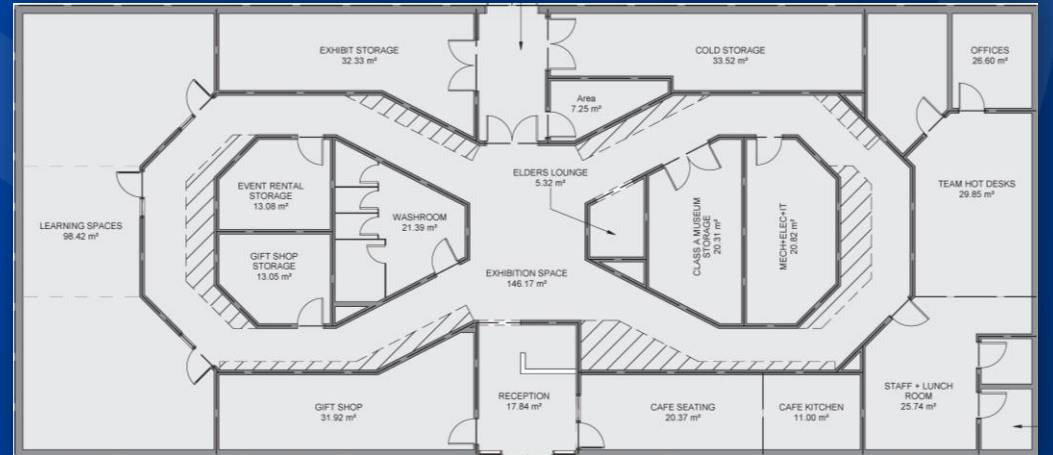 EXHIBIT STORAGE
32.33 m²
COLD STORAGE
33.52 m²
OFFICES
26.60 m²
Area
7.25 m²
ELDERS LOUNGE
5.32 m²
EVENT RENTAL
STORAGE
13.08 m²
TEAM HOT DESKS
29.85 m²
LEARNING SPACES
98.42 m²
WASHROOM
21.39 m²
CLASS A MUSEUM
STORAGE
20.31 m²
MECH+ELEC+IT
20.82 m²
GIFT SHOP
STORAGE
13.05 m²
EXHIBITION SPACE
146.17 m²
GIFT SHOP
31.92 m²
RECEPTION
17.84 m²
CAFE SEATING
20.37 m²
CAFE KITCHEN
11.00 m²
STAFF + LUNCH
ROOM
25.74 m²